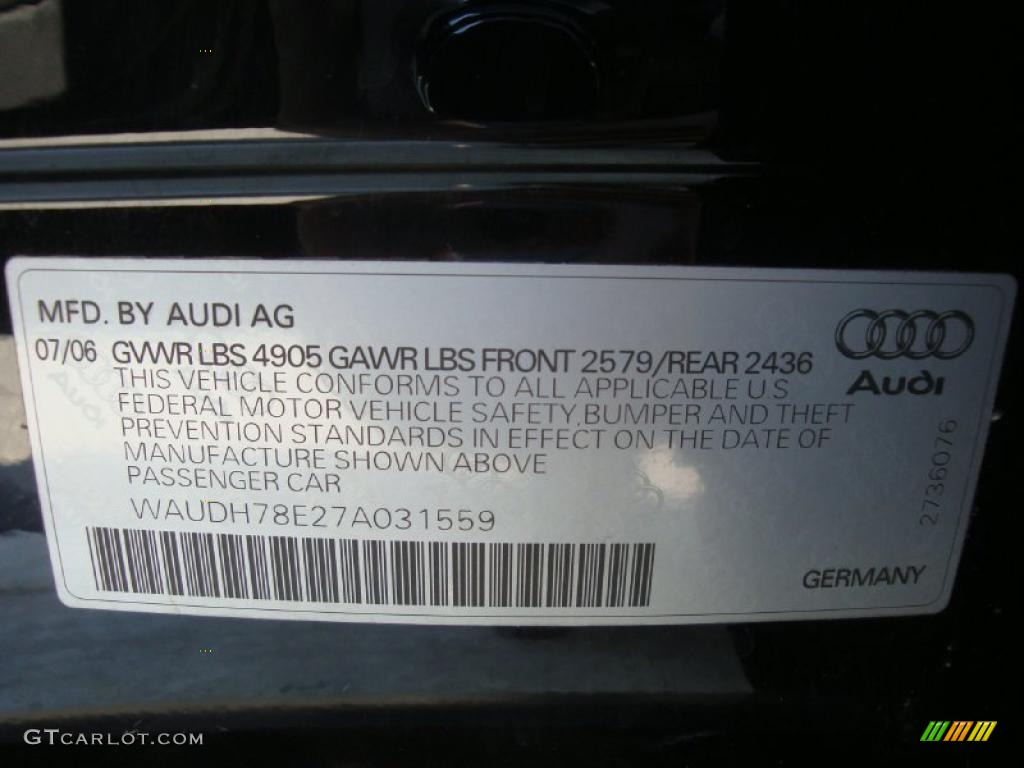 MFD. BY AUDI AG
07/06 GVWR LBS 4905 GAWR LBS FRONT 2579/REAR 2436
THIS VEHICLE CONFORMS TO ALL APPLICABLE U.S
FEDERAL MOTOR VEHICLE SAFETY,BUMPER AND THEFT
PREVENTION STANDARDS IN EFFECT ON THE DATE OF
MANUFACTURE SHOWN ABOVE
PASSENGER CAR
WAUDH78E27A031559
Audi
2736076
GERMANY
GTCARLOT.COM